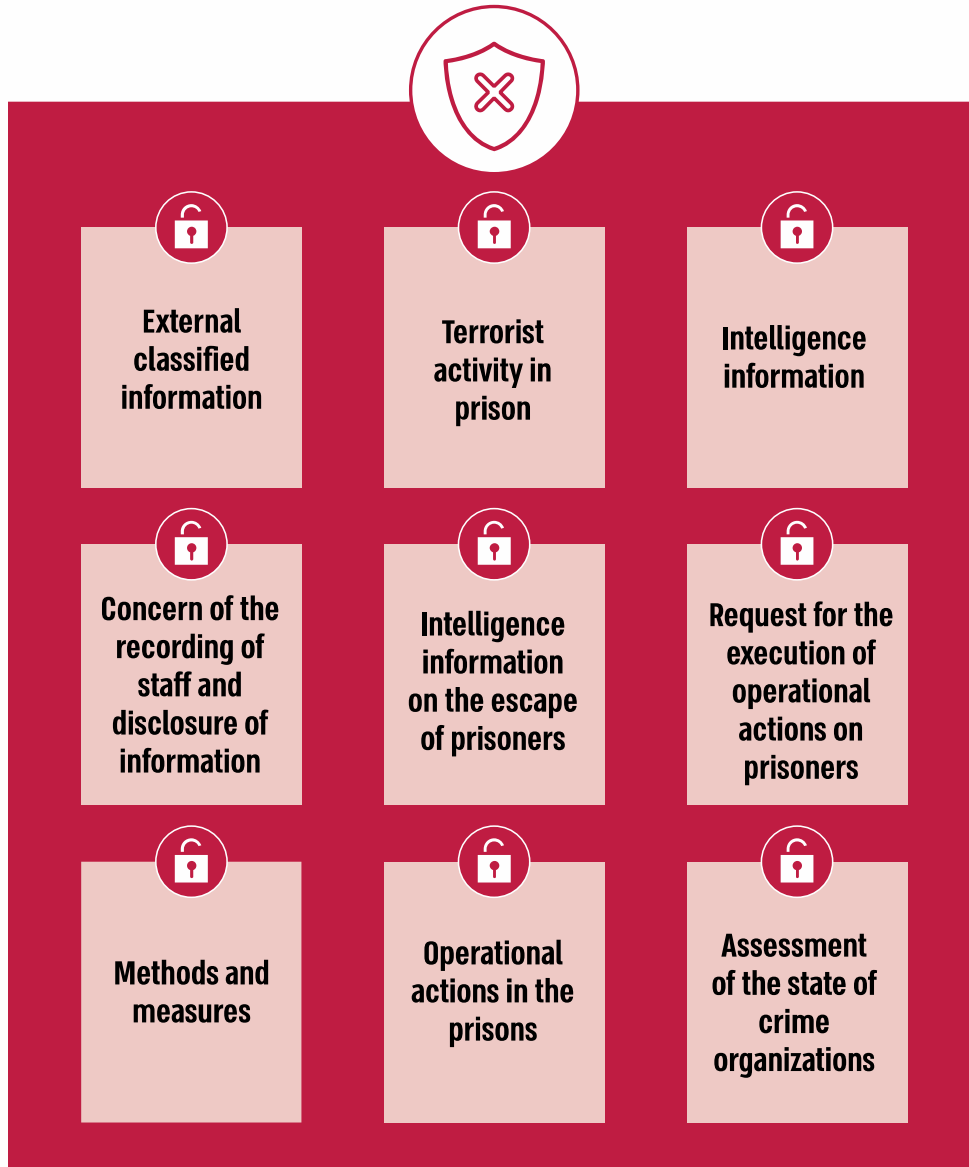 External
classified
information
Terrorist
activity in
prison
Intelligence
information
Concern of the
recording of
staff and
disclosure of
information
Intelligence
information
on the escape
of prisoners
Request for the
execution of
operational
actions on
prisoners
Methods and
measures
Operational
actions in the
prisons
Assessment
of the state of
crime
organizations